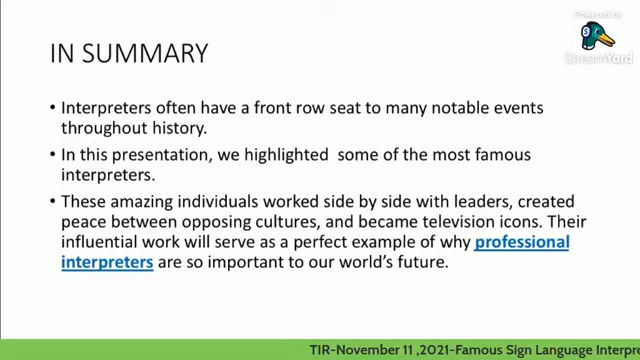 Powered by
StreamYard
IN SUMMARY
• Interpreters often have a front row seat to many notable events
throughout history.
• In this presentation, we highlighted some of the most famous
interpreters.
• These amazing individuals worked side by side with leaders, created
peace between opposing cultures, and became television icons. Their
influential work will serve as a perfect example of why professional
interpreters are so important to our world's future.
TIR-November 11 ,2021-Famous Sign Language Interpre